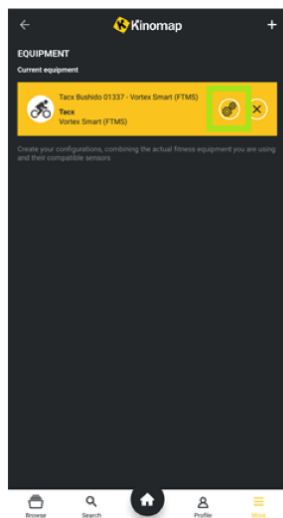 Kinomap
EQUIPMENT
Current equipment
Tacx Bushido 01337 - Vortex Smart (FTMS)
Tacx
Vortex Smart (FTMS)
Create your configurations, combining the actual fitness equipment you are using
and their compatible sensors
Browse Search Profile More